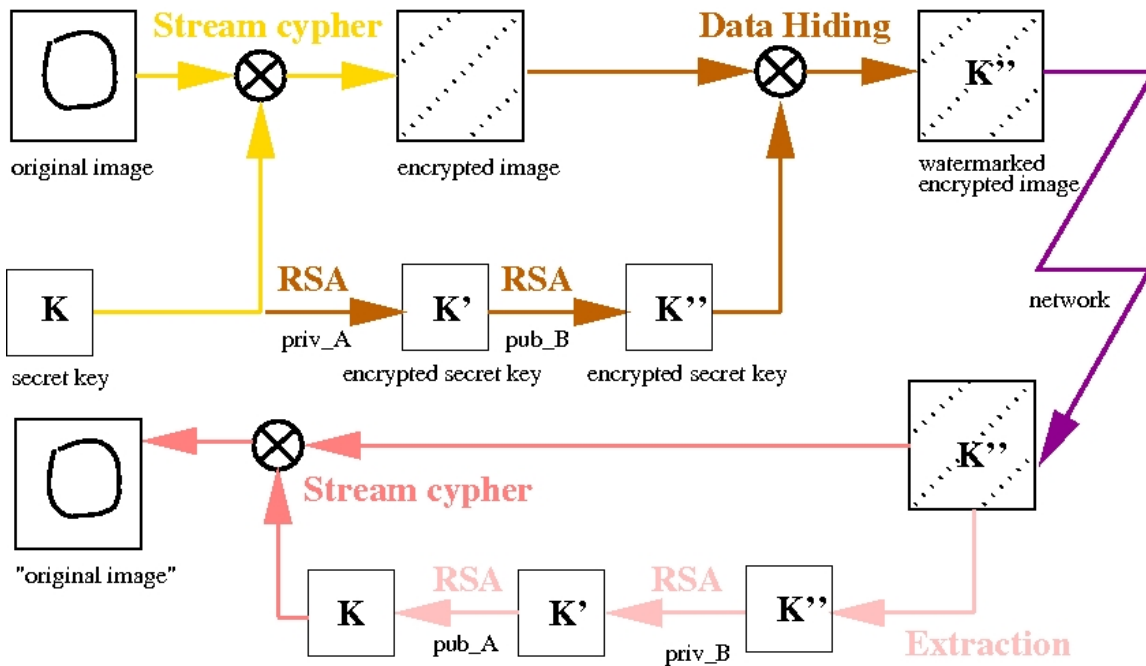 Stream cypher
Data Hiding
K’’
original image
encrypted image
watermarked
encrypted image
RSA
RSA
K
K’
K’’
network
priv_A
pub_B
secret key
encrypted secret key
encrypted secret key
K’’
Stream cypher
"original image"
RSA
RSA
K
K’
K’’
pub_A
priv_B
Extraction